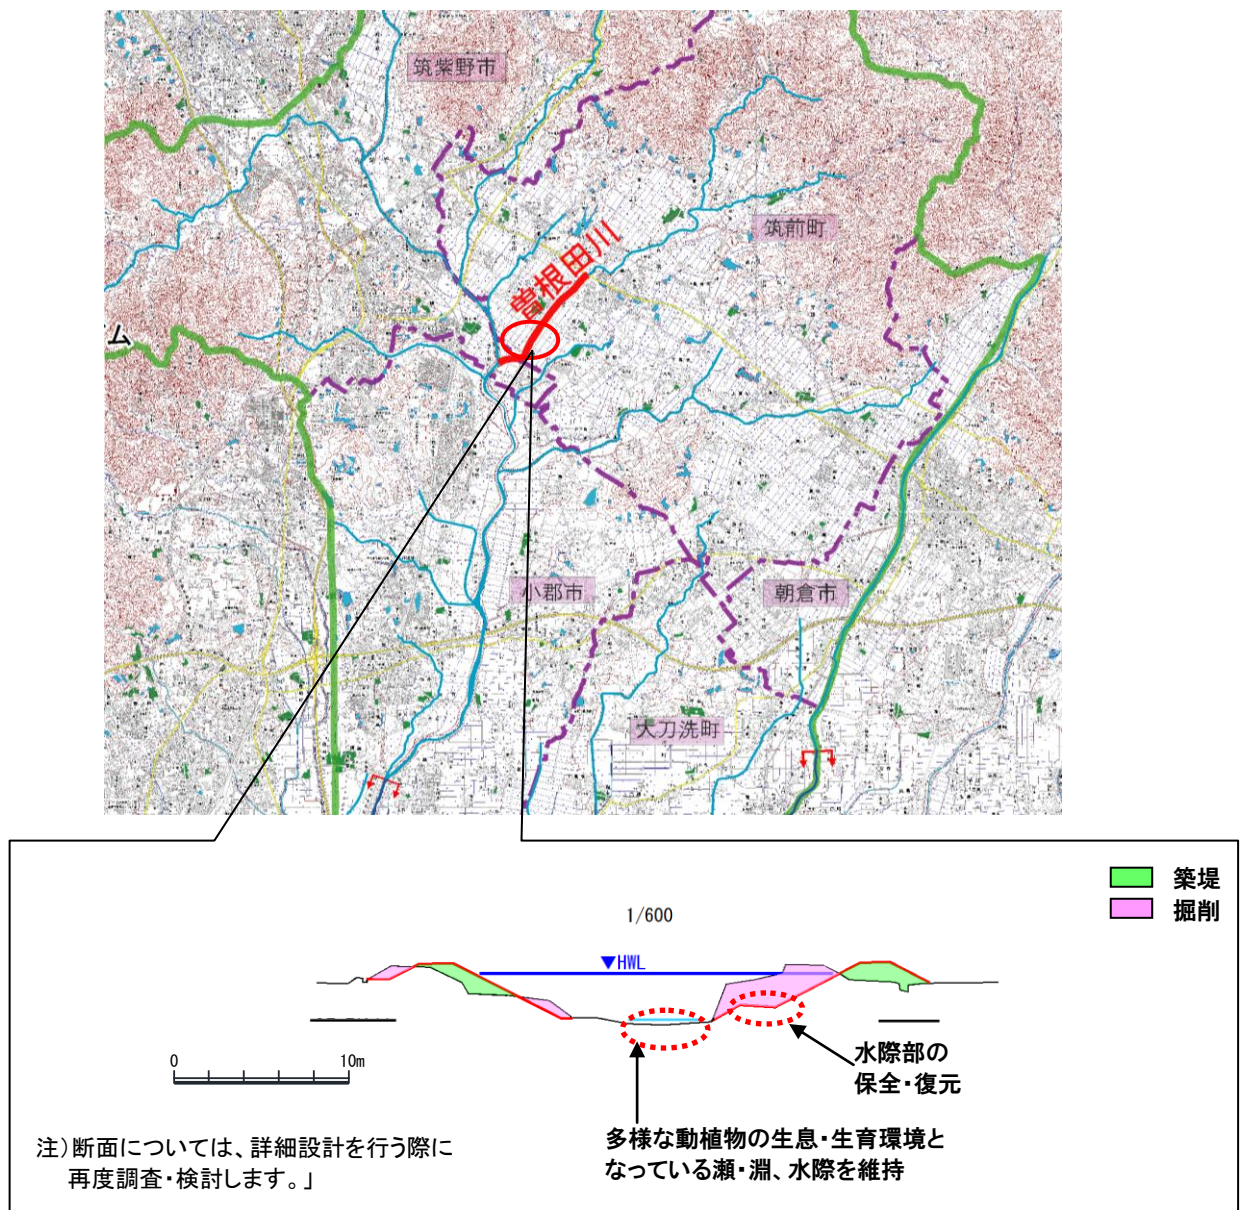 筑紫野市
筑前町
曽根田川
ム
小郡市
朝倉市
大刀洗町
築堤
掘削
1/600
▼HWL
水際部の
保全・復元
0 10m
多様な動植物の生息・生育環境と
なっている瀬・淵、水際を維持
注）断面については、詳細設計を行う際に
再度調査・検討します。」